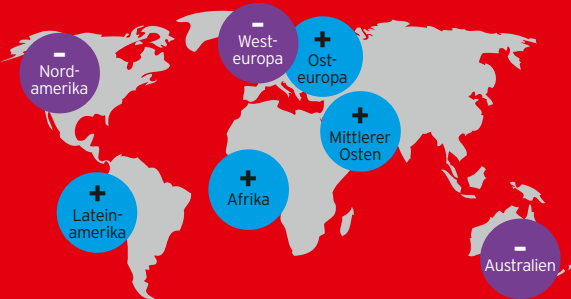 –
Nord-
amerika
–
West-
europa
+
Ost-
europa
+
Mittlerer
Osten
+
Afrika
+
Latein-
amerika
–
Australien